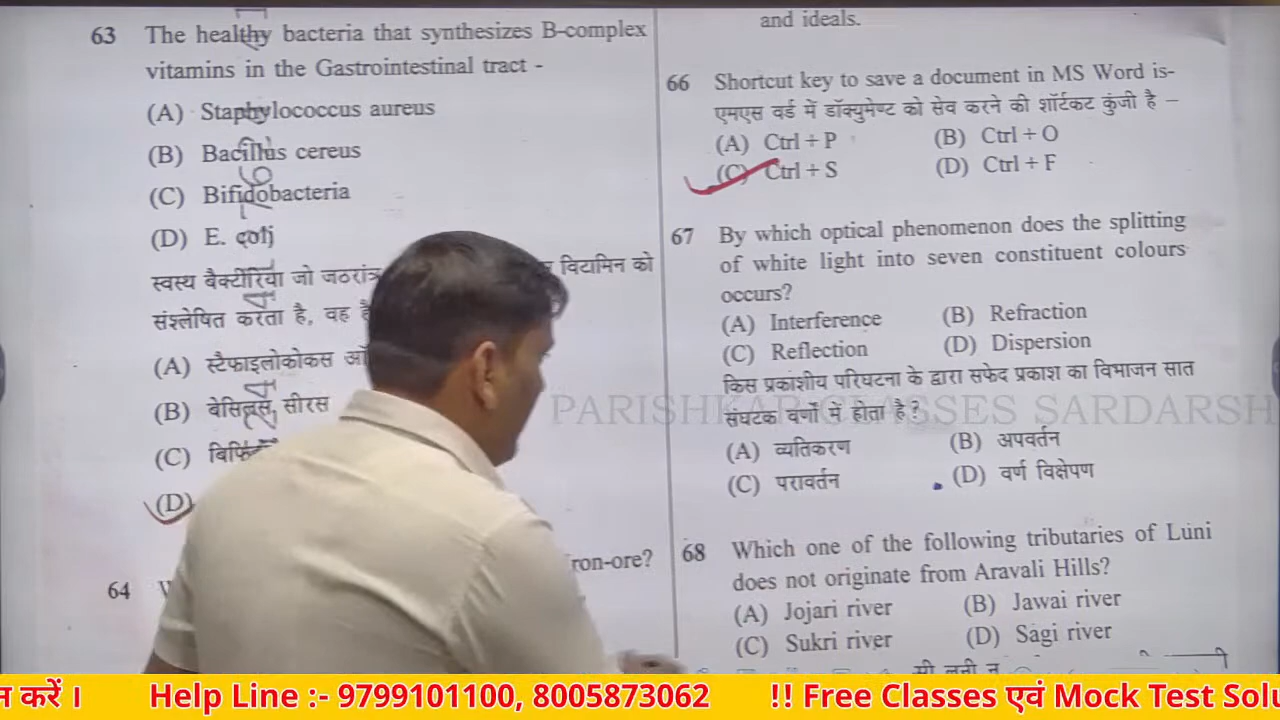 63 The healthy bacteria that synthesizes B-complex
vitamins in the Gastrointestinal tract -
(A) Staphylococcus aureus
(B) Bacillus cereus
(C) Bifidobacteria
(D) E. coli
स्वस्थ बैक्टीरिया जो जठरांत्र विटामिन को
संश्लेषित करता है, वह है
(A) स्टैफाइलोकोकस
(B) बेसिलस सीरस
(C)
(D)
64
ron-ore?
and ideals.
66 Shortcut key to save a document in MS Word is-
एमएस वर्ड में डॉक्युमेण्ट को सेव करने की शॉर्टकट कुंजी है –
(A) Ctrl + P (B) Ctrl + O
(C) Ctrl + S (D) Ctrl + F
67 By which optical phenomenon does the splitting
of white light into seven constituent colours
occurs?
(A) Interference (B) Refraction
(C) Reflection (D) Dispersion
किस प्रकाशीय परिघटना के द्वारा सफेद प्रकाश का विभाजन सात
संघटक वर्णों में होता है?
(A) व्यतिकरण (B) अपवर्तन
(C) परावर्तन (D) वर्ण विक्षेपण
PARISHKAR CLASSES SARDARSH
68 Which one of the following tributaries of Luni
does not originate from Aravali Hills?
(A) Jojari river (B) Jawai river
(C) Sukri river (D) Sagi river
न करें । Help Line :- 9799101100, 8005873062 !! Free Classes एवं Mock Test Solu